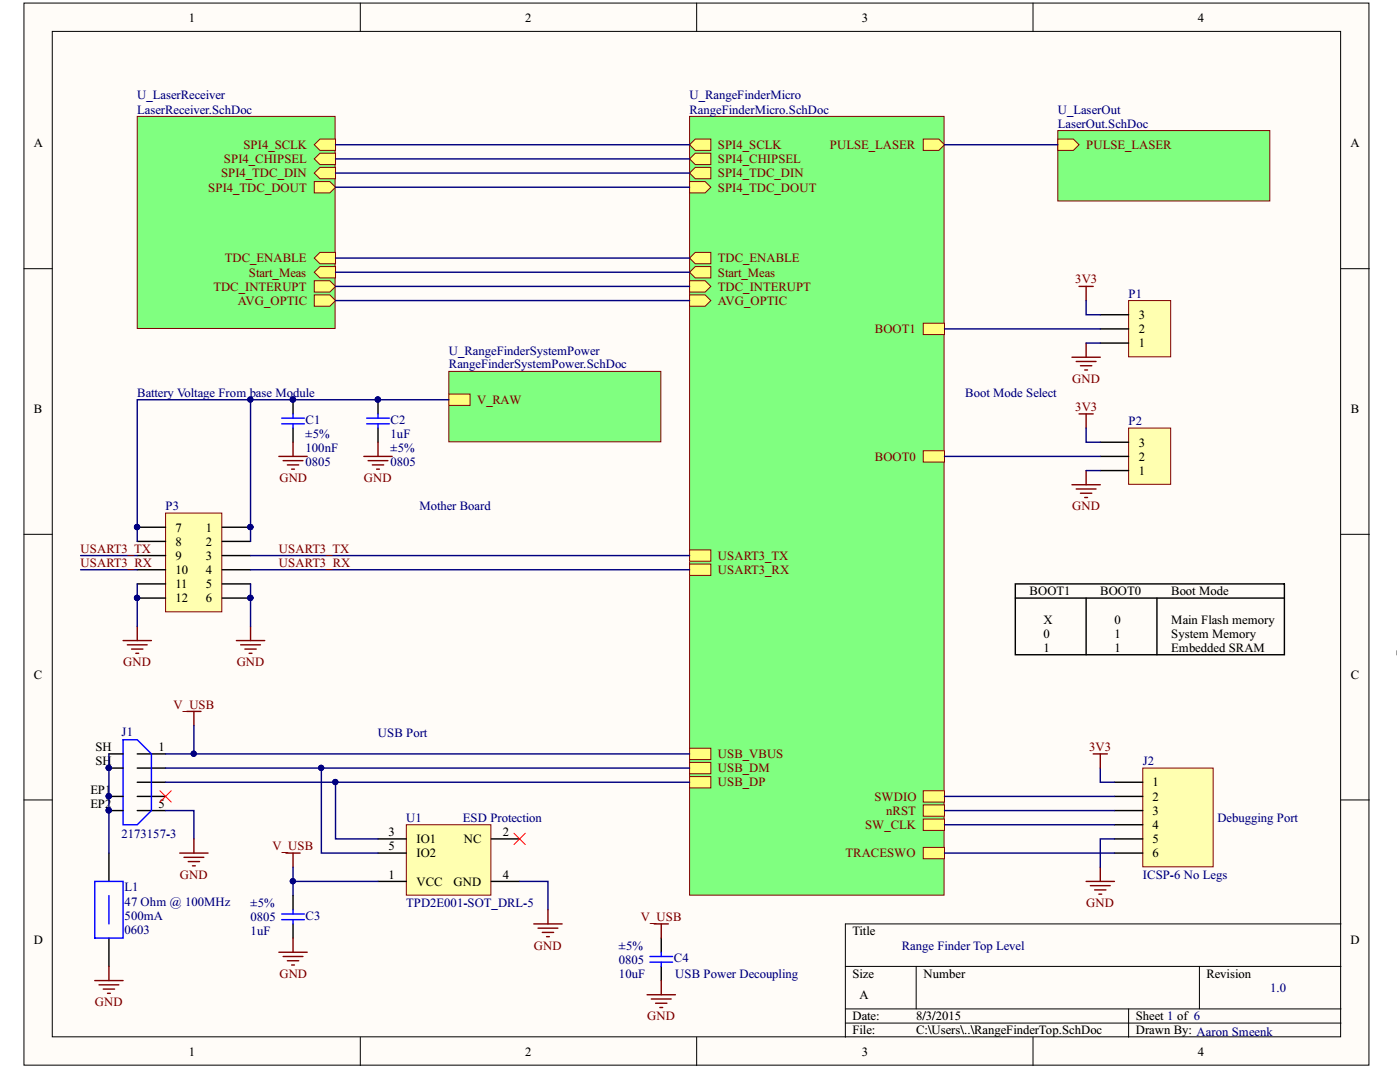 1 2 3 4
A A
B B
C C
D D
U_LaserReceiver
LaserReceiver.SchDoc
SPI4_SCLK
SPI4_CHIPSEL
SPI4_TDC_DIN
SPI4_TDC_DOUT
TDC_ENABLE
Start_Meas
TDC_INTERUPT
AVG_OPTIC
U_RangeFinderMicro
RangeFinderMicro.SchDoc
SPI4_SCLK PULSE_LASER
SPI4_CHIPSEL
SPI4_TDC_DIN
SPI4_TDC_DOUT
TDC_ENABLE
Start_Meas
TDC_INTERUPT
AVG_OPTIC
BOOT1
BOOT0
USART3_TX
USART3_RX
USB_VBUS
USB_DM
USB_DP
SWDIO
nRST
SW_CLK
TRACESWO
U_LaserOut
LaserOut.SchDoc
PULSE_LASER
3V3
P1
3
2
1
GND
Boot Mode Select
3V3
P2
3
2
1
GND
U_RangeFinderSystemPower
RangeFinderSystemPower.SchDoc
V_RAW
Battery Voltage From base Module
C1
±5%
100nF
0805
GND
C2
1uF
±5%
0805
GND
Mother Board
P3
7 1
8 2
USART3_TX 9 3 USART3_TX
USART3_RX 10 4 USART3_RX
11 5
12 6
GND GND
BOOT1 BOOT0 Boot Mode
X 0 Main Flash memory
0 1 System Memory
1 1 Embedded SRAM
V_USB
USB Port
J1
SH 1
SH
EP1
EP2 5
2173157-3
GND
L1
47 Ohm @ 100MHz
500mA
0603
GND
V_USB
±5%
0805 C3
1uF
GND
U1 ESD Protection
3 IO1 NC 2
5 IO2
1 VCC GND 4
TPD2E001-SOT_DRL-5
GND
V_USB
±5%
0805 C4
10uF USB Power Decoupling
GND
3V3
J2
1
2
3
4
5
6
Debugging Port
ICSP-6 No Legs
GND
Title
Range Finder Top Level
Size Number Revision
A 1.0
Date: 8/3/2015 Sheet 1 of 6
File: C:\Users\..\RangeFinderTop.SchDoc Drawn By: Aaron Smeenk
1 2 3 4